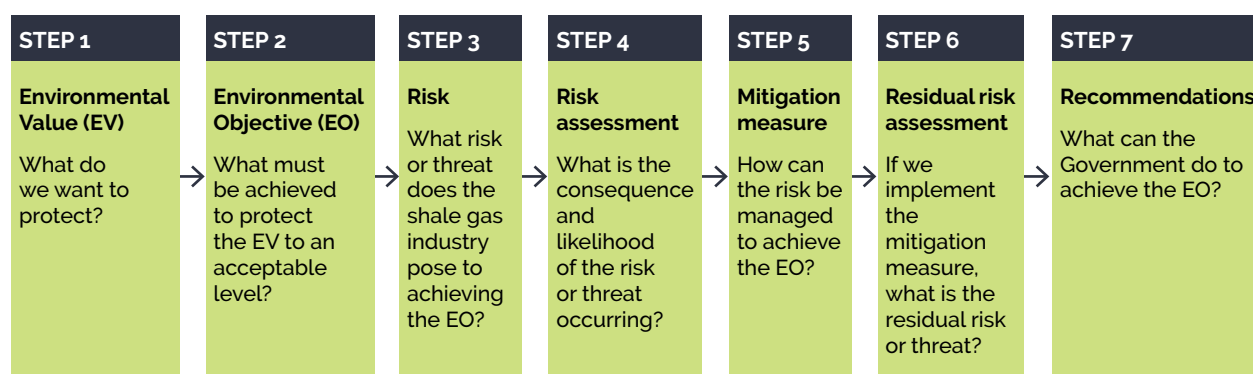 STEP 1
Environmental
Value (EV)
What do
we want to
protect?
STEP 2
Environmental
Objective (EO)
What must
be achieved
to protect
the EV to an
acceptable
level?
STEP 3
Risk
What risk
or threat
does the
shale gas
industry
pose to
achieving
the EO?
STEP 4
Risk
assessment
What is the
consequence
and
likelihood
of the risk
or threat
occurring?
STEP 5
Mitigation
measure
How can
the risk be
managed
to achieve
the EO?
STEP 6
Residual risk
assessment
If we
implement
the
mitigation
measure,
what is the
residual risk
or threat?
STEP 7
Recommendations
What can the
Government do to
achieve the EO?